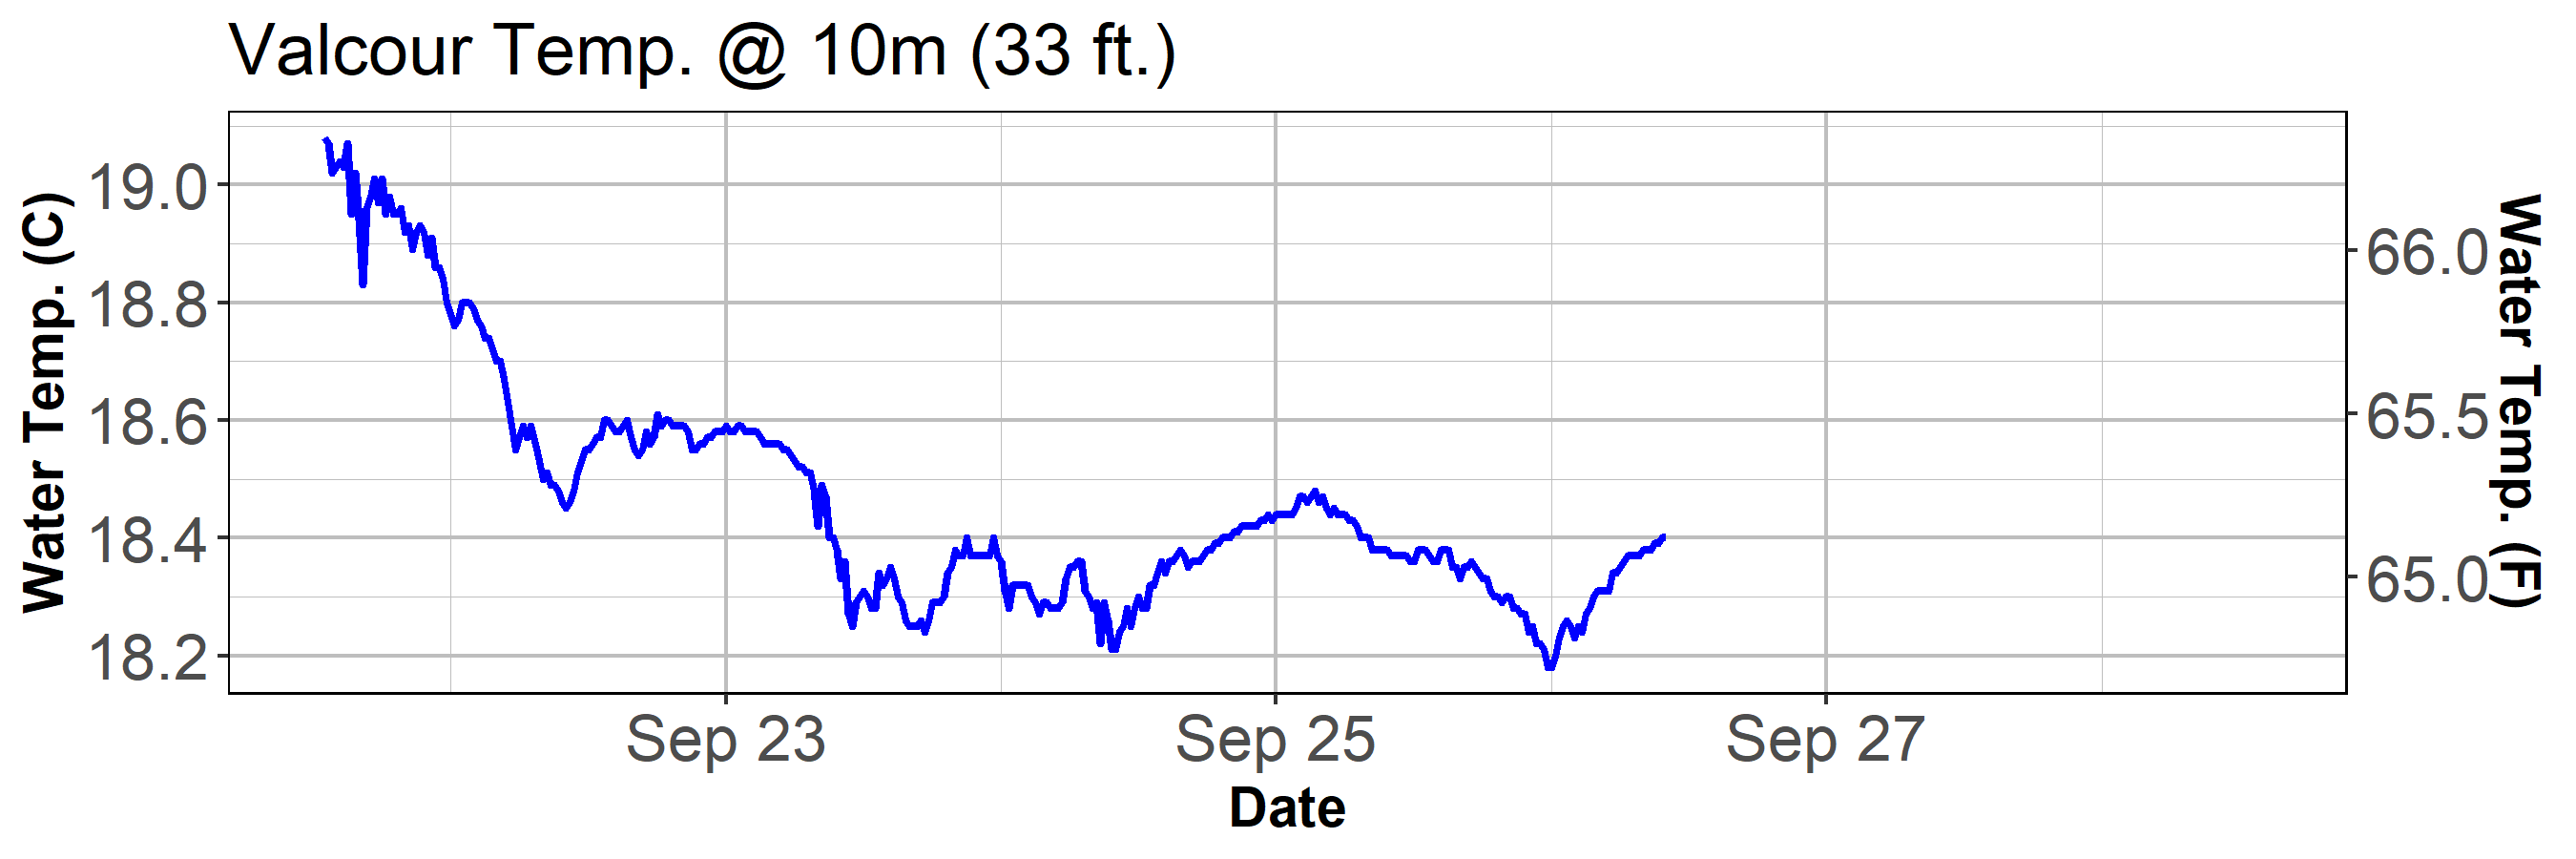 Valcour Temp. @ 10m (33 ft.)
Water Temp. (C)
19.0
18.8
18.6
18.4
18.2
66.0
65.5
65.0
Water Temp. (F)
Sep 23
Sep 25
Sep 27
Date